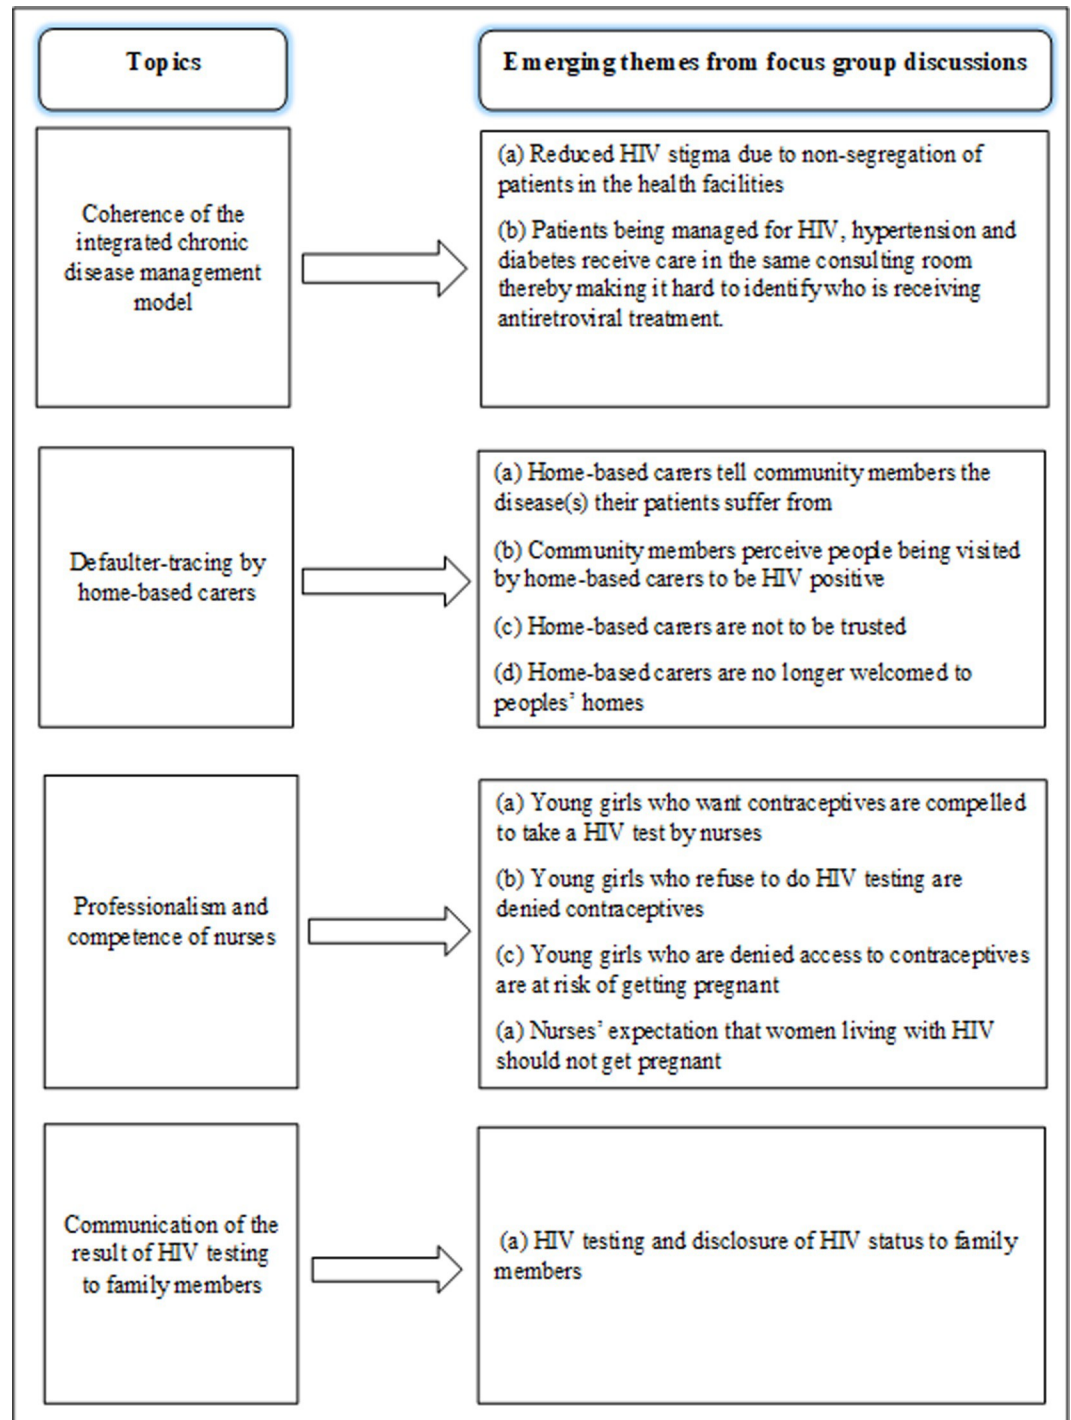 Topics
Emerging themes from focus group discussions
Coherence of the
integrated chronic
disease management
model
(a) Reduced HIV stigma due to non-segregation of
patients in the health facilities
(b) Patients being managed for HIV, hypertension and
diabetes receive care in the same consulting room
thereby making it hard to identify who is receiving
antiretroviral treatment.
Defaulter-tracing by
home-based carers
(a) Home-based carers tell community members the
disease(s) their patients suffer from
(b) Community members perceive people being visited
by home-based carers to be HIV positive
(c) Home-based carers are not to be trusted
(d) Home-based carers are no longer welcomed to
peoples’ homes
Professionalism and
competence of nurses
(a) Young girls who want contraceptives are compelled
to take a HIV test by nurses
(b) Young girls who refuse to do HIV testing are
denied contraceptives
(c) Young girls who are denied access to contraceptives
are at risk of getting pregnant
(a) Nurses’ expectation that women living with HIV
should not get pregnant
Communication of the
result of HIV testing
to family members
(a) HIV testing and disclosure of HIV status to family
members